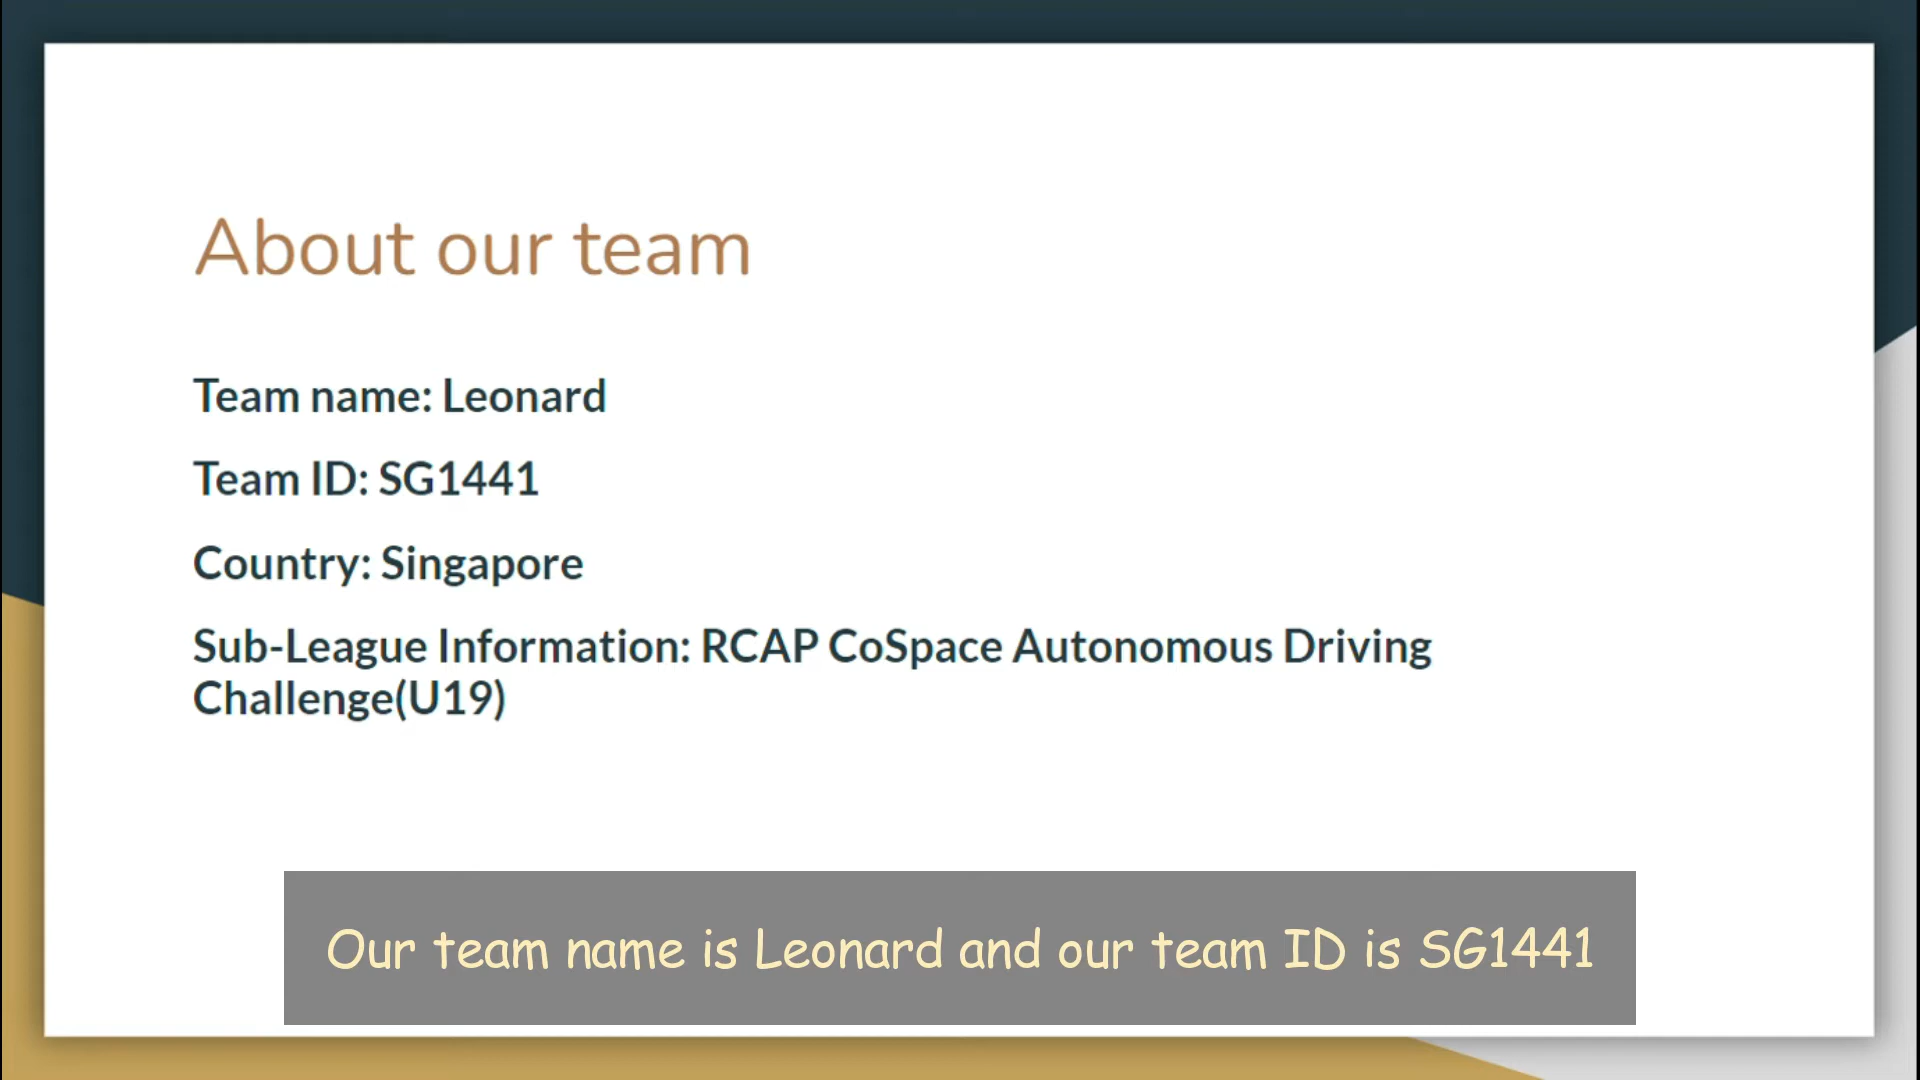 About our team
Team name: Leonard
Team ID: SG1441
Country: Singapore
Sub-League Information: RCAP CoSpace Autonomous Driving
Challenge(U19)
Our team name is Leonard and our team ID is SG1441